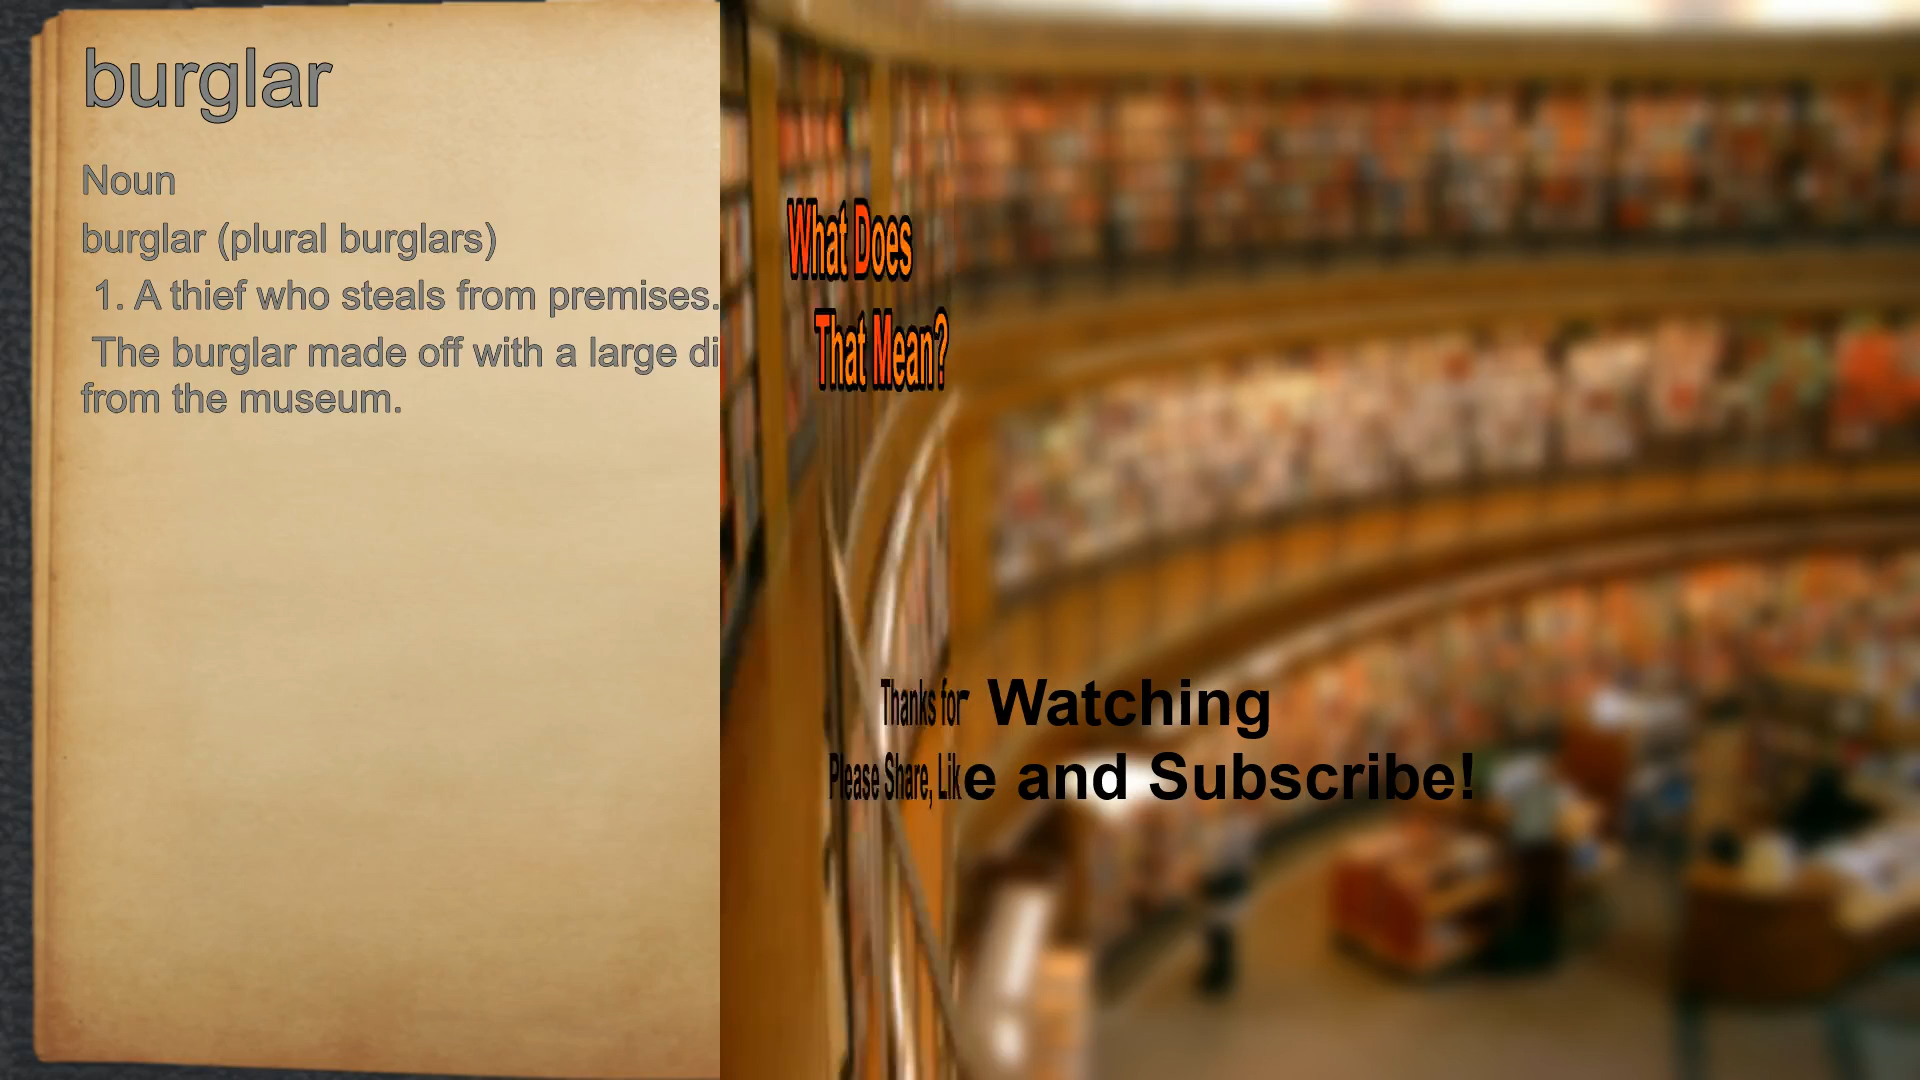 burglar
Noun
burglar (plural burglars)
1. A thief who steals from premises.
The burglar made off with a large di
from the museum.
What Does
That Mean?
Thanks for Watching
Please Share, Like and Subscribe!